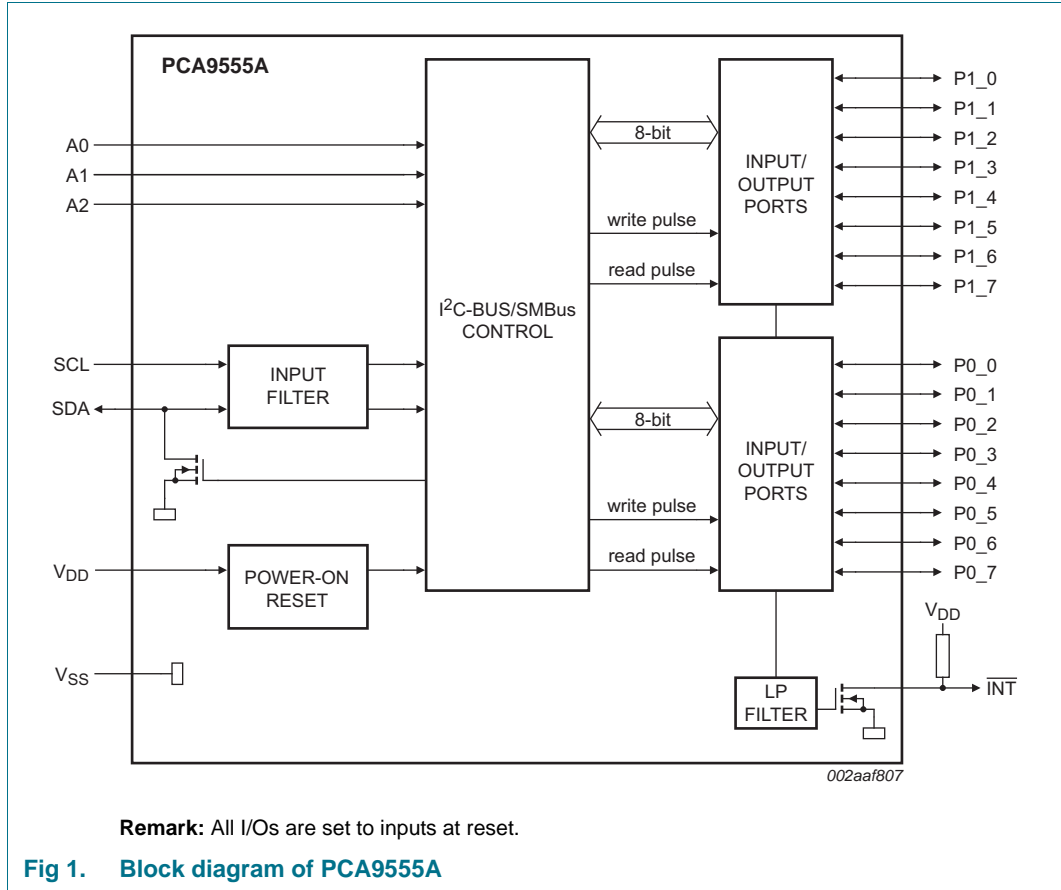 PCA9555A
A0
A1
A2
SCL
SDA
VDD
VSS
INPUT
FILTER
POWER-ON
RESET
I2C-BUS/SMBus
CONTROL
8-bit
write pulse
read pulse
INPUT/
OUTPUT
PORTS
P1_0
P1_1
P1_2
P1_3
P1_4
P1_5
P1_6
P1_7
8-bit
write pulse
read pulse
INPUT/
OUTPUT
PORTS
P0_0
P0_1
P0_2
P0_3
P0_4
P0_5
P0_6
P0_7
VDD
LP
FILTER
INT
002aaf807
Remark: All I/Os are set to inputs at reset.
Fig 1. Block diagram of PCA9555A